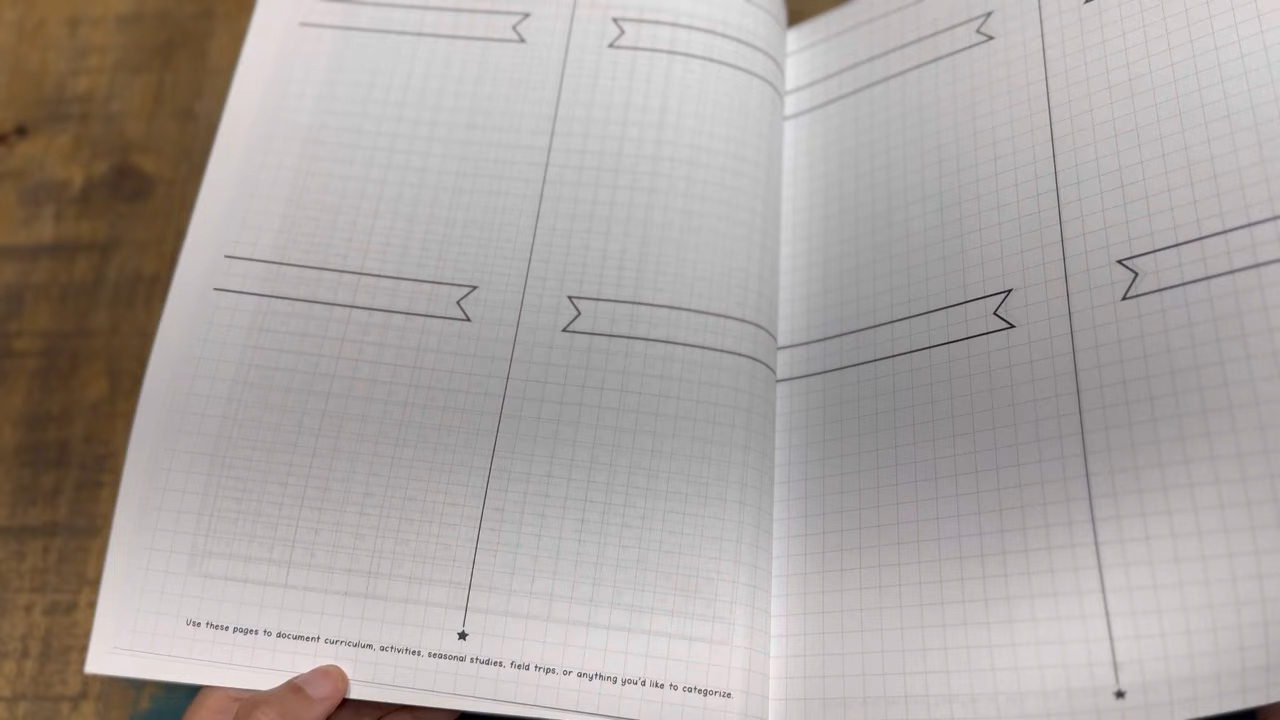 Use these pages to document curriculum, activities, seasonal studies, field trips, or anything you'd like to categorize.